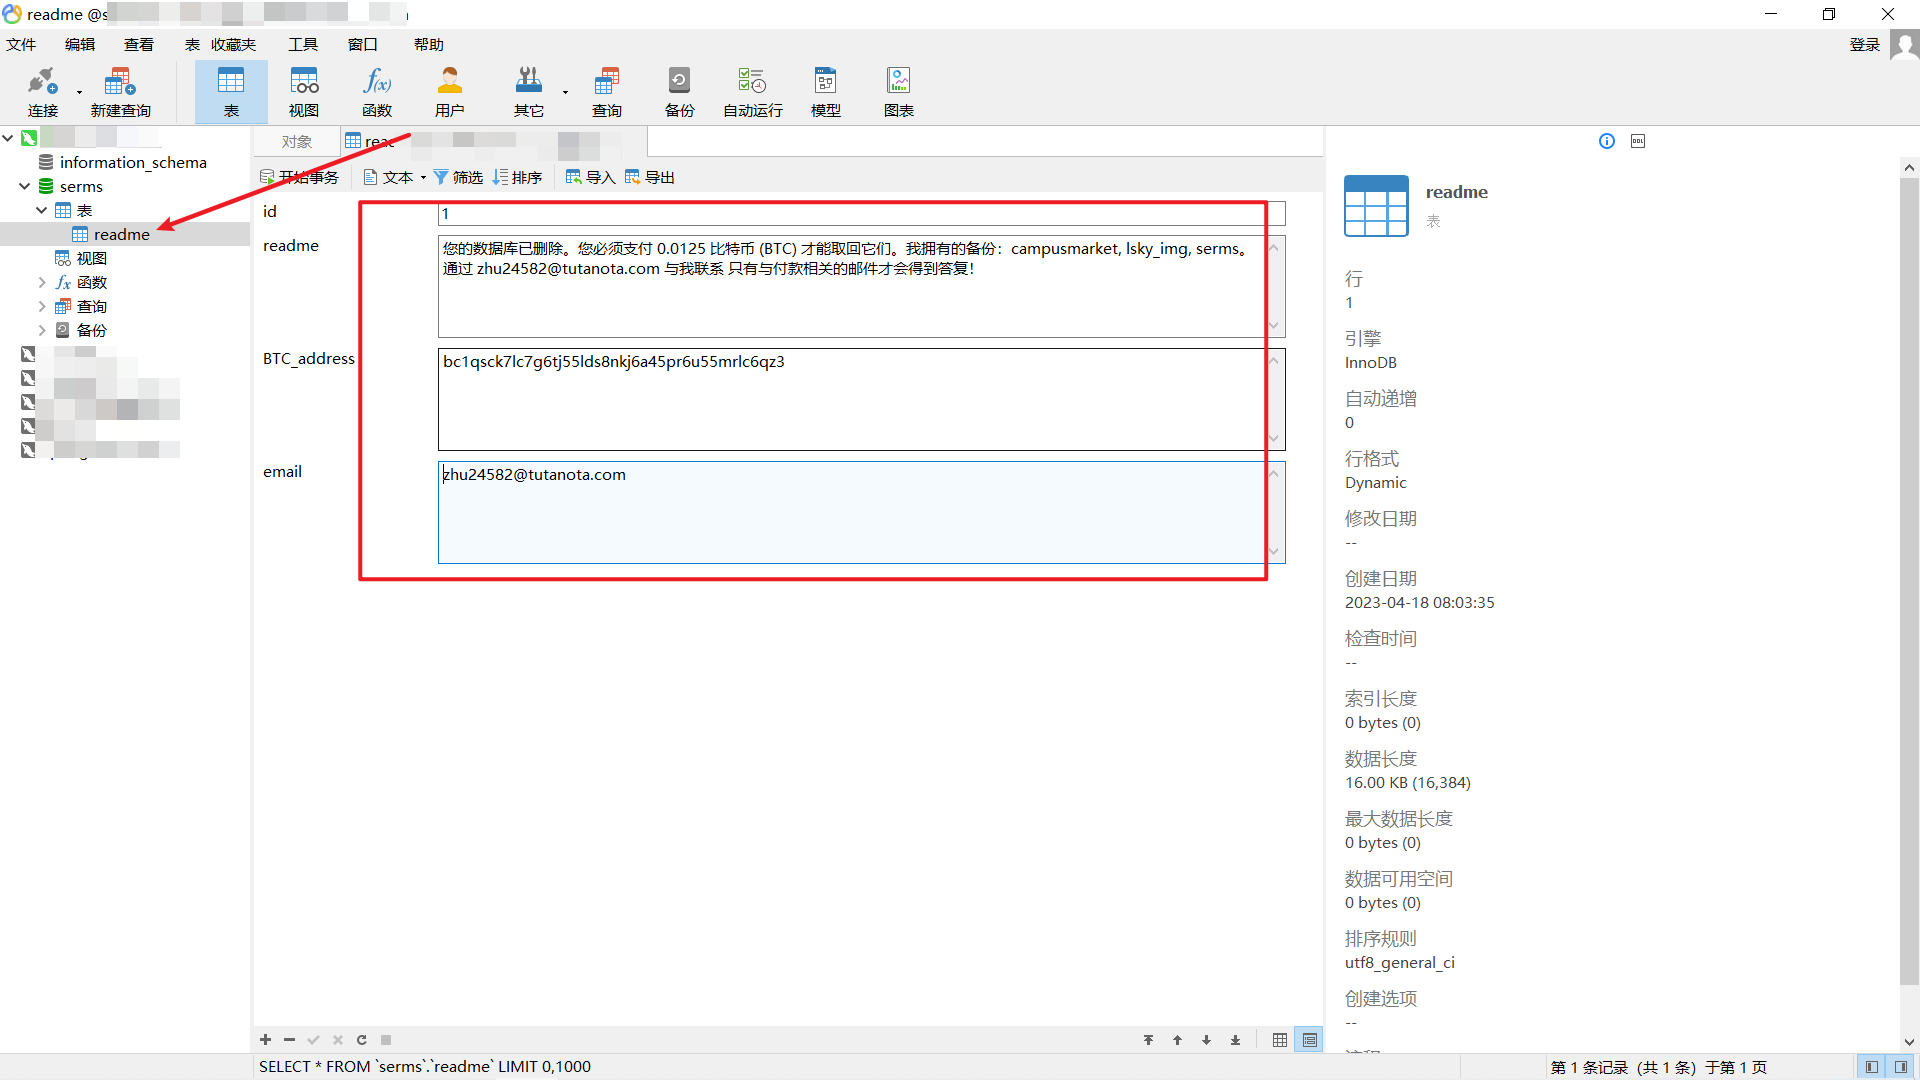 readme @s
文件 编辑 查看 表 收藏夹 工具 窗口 帮助 登录
连接 新建查询 表 视图 函数 用户 其它 查询 备份 自动运行 模型 图表
information_schema
serms
表
readme
视图
函数
查询
备份
对象
开始事务 文本 筛选 排序 导入 导出
id
1
readme
您的数据库已删除。您必须支付 0.0125 比特币 (BTC) 才能取回它们。我拥有的备份：campusmarket, lsky_img, serms。
通过 zhu24582@tutanota.com 与我联系 只有与付款相关的邮件才会得到答复！
BTC_address
bc1qsck7lc7g6tj55lds8nkj6a45pr6u55mrlc6qz3
email
zhu24582@tutanota.com
readme
表
行
1
引擎
InnoDB
自动递增
0
行格式
Dynamic
修改日期
--
创建日期
2023-04-18 08:03:35
检查时间
--
索引长度
0 bytes (0)
数据长度
16.00 KB (16,384)
最大数据长度
0 bytes (0)
数据可用空间
0 bytes (0)
排序规则
utf8_general_ci
创建选项
--
SELECT * FROM `serms`.`readme` LIMIT 0,1000
第 1 条记录 (共 1 条) 于第 1 页